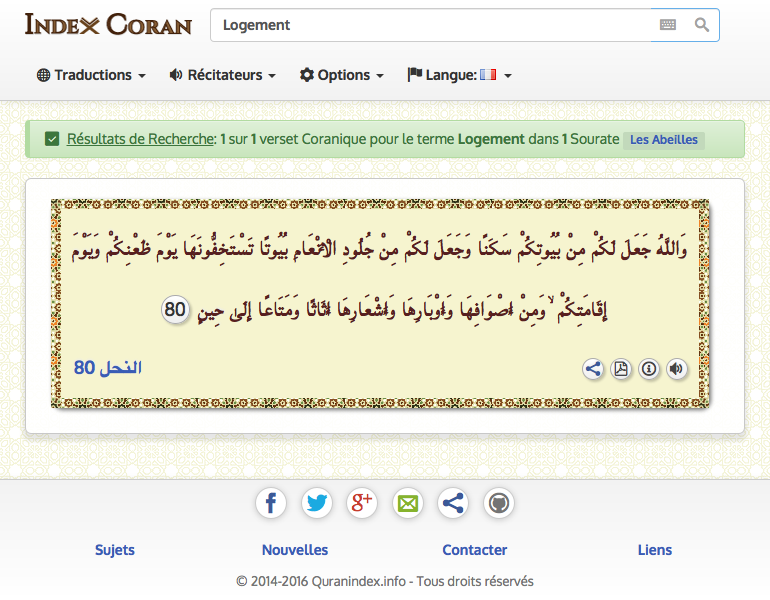 INDEX CORAN
Logement
Traductions
Récitateurs
Options
Langue:
Résultats de Recherche: 1 sur 1 verset Coranique pour le terme Logement dans 1 Sourate Les Abeilles
وَاللَّهُ جَعَلَ لَكُمْ مِنْ بُيُوتِكُمْ سَكَنًا وَجَعَلَ لَكُمْ مِنْ جُلُودِ الْأَنْعَامِ بُيُوتًا تَسْتَخِفُّونَهَا يَوْمَ ظَعْنِكُمْ وَيَوْمَ
إِقَامَتِكُمْ ۙ وَمِنْ أَصْوَافِهَا وَأَوْبَارِهَا وَأَشْعَارِهَا أَثَاثًا وَمَتَاعًا إِلَىٰ حِينٍ 80
النحل 80
Sujets
Nouvelles
Contacter
Liens
© 2014-2016 Quranindex.info - Tous droits réservés